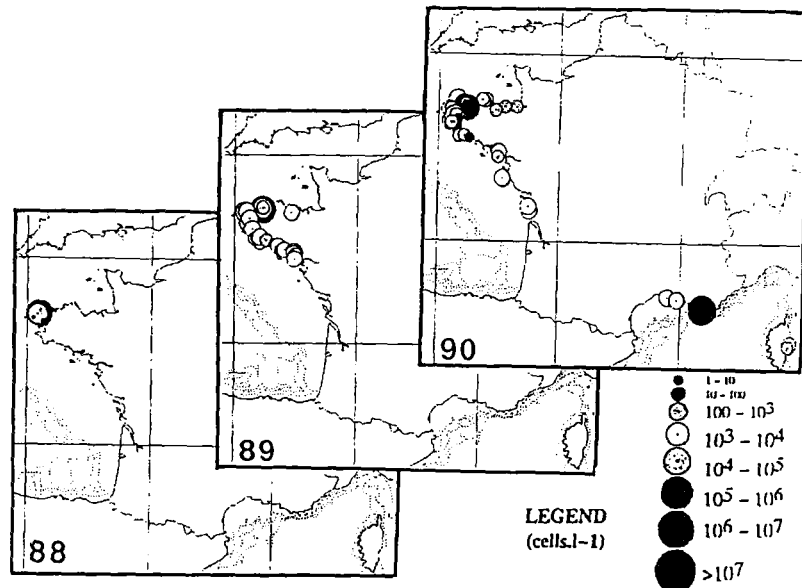 90
89
88
1 - 10
10 - 100
100 - 10³
10³ - 10⁴
10⁴ - 10⁵
10⁵ - 10⁶
10⁶ - 10⁷
>10⁷
LEGEND
(cells.l-1)